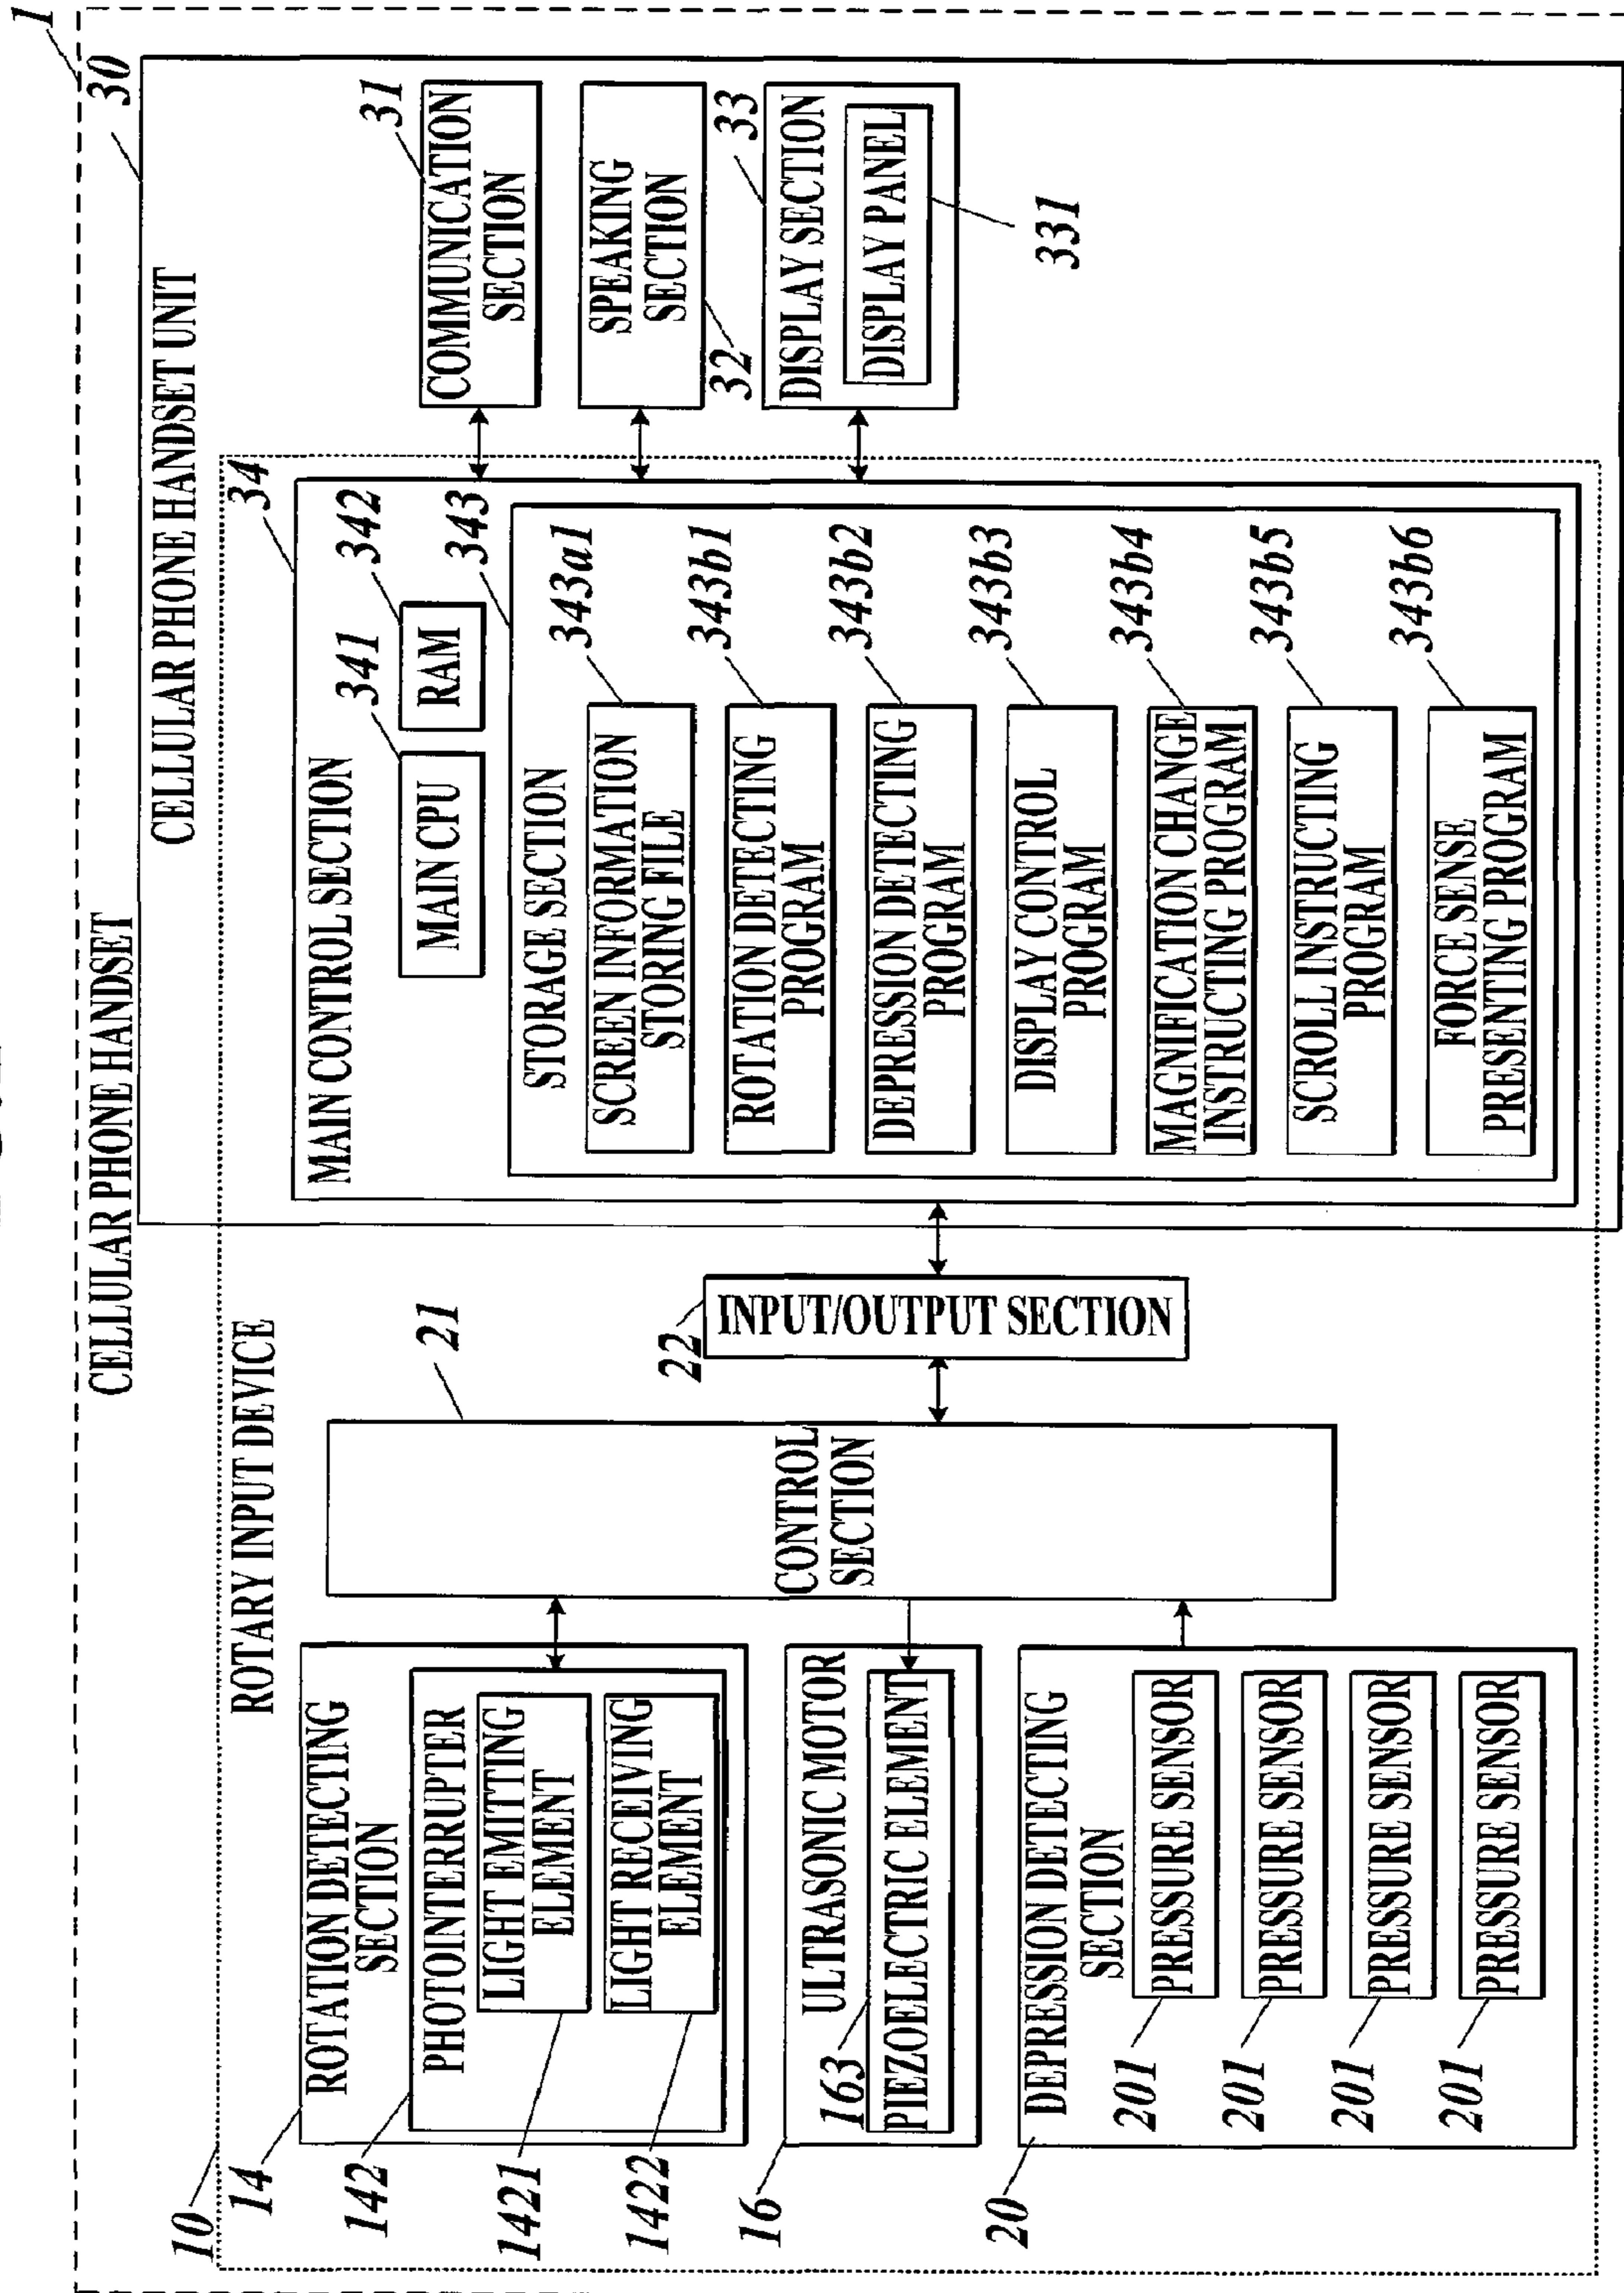 1
CELLULAR PHONE HANDSET
30
CELLULAR PHONE HANDSET UNIT
10
ROTARY INPUT DEVICE
14
ROTATION DETECTING
SECTION
142
PHOTOINTERRUPTER
1421
LIGHT EMITTING
ELEMENT
1422
LIGHT RECEIVING
ELEMENT
16
ULTRASONIC MOTOR
163
PIEZOELECTRIC ELEMENT
20
DEPRESSION DETECTING
SECTION
201
PRESSURE SENSOR
201
PRESSURE SENSOR
201
PRESSURE SENSOR
201
PRESSURE SENSOR
21
CONTROL
SECTION
22
INPUT/OUTPUT SECTION
34
MAIN CONTROL SECTION
341
MAIN CPU
342
RAM
343
STORAGE SECTION
SCREEN INFORMATION
STORING FILE
343a1
ROTATION DETECTING
PROGRAM
343b1
DEPRESSION DETECTING
PROGRAM
343b2
DISPLAY CONTROL
PROGRAM
343b3
MAGNIFICATION CHANGE
INSTRUCTING PROGRAM
343b4
SCROLL INSTRUCTING
PROGRAM
343b5
FORCE SENSE
PRESENTING PROGRAM
343b6
31
COMMUNICATION
SECTION
SPEAKING
SECTION
32
33
DISPLAY SECTION
DISPLAY PANEL
331